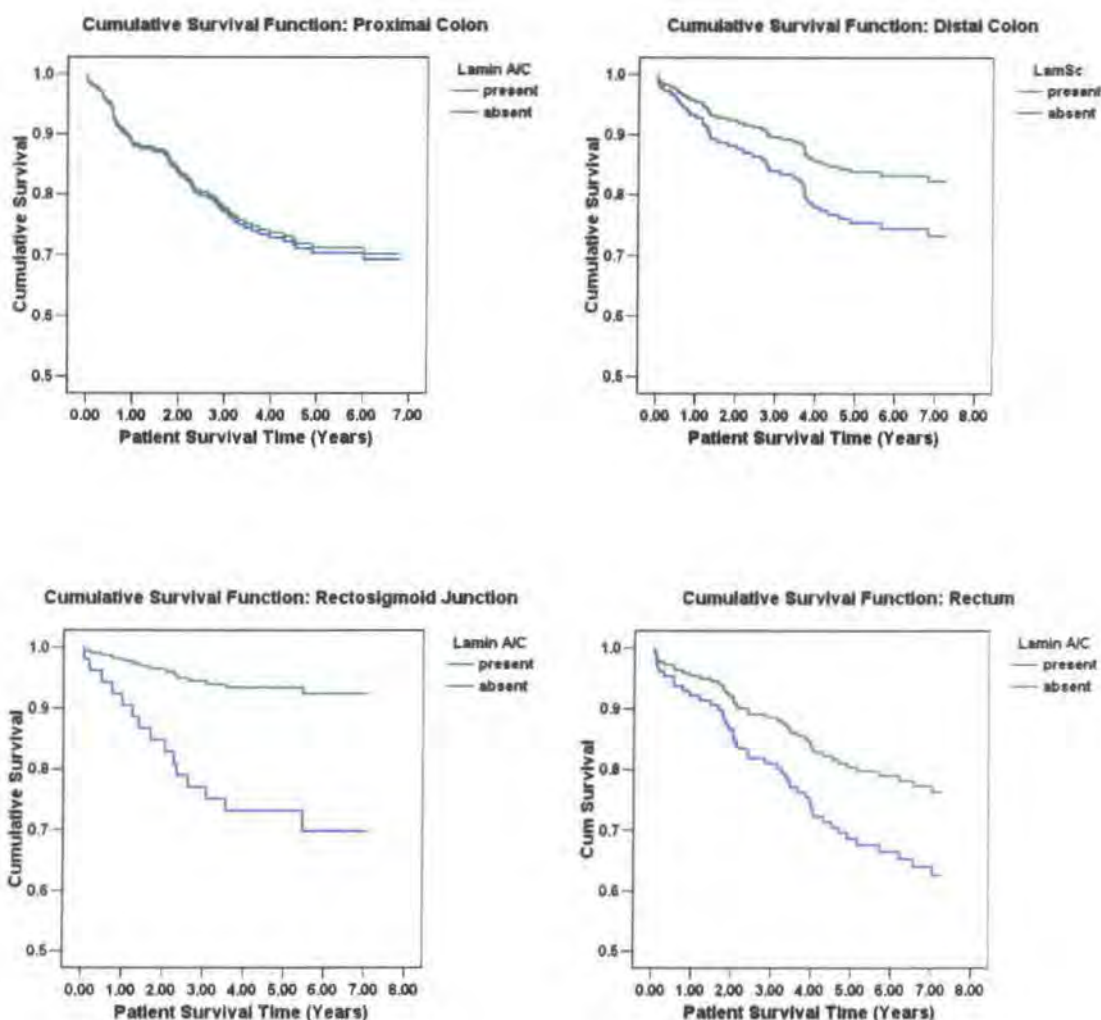 Cumulative Survival Function: Proximal Colon
Lamin A/C
present
absent
Cumulative Survival
1.0
0.9
0.8
0.7
0.6
0.5
0.00 1.00 2.00 3.00 4.00 5.00 6.00 7.00
Patient Survival Time (Years)
Cumulative Survival Function: Distal Colon
LamSc
present
absent
Cumulative Survival
1.0
0.9
0.8
0.7
0.6
0.5
0.00 1.00 2.00 3.00 4.00 5.00 6.00 7.00 8.00
Patient Survival Time (Years)
Cumulative Survival Function: Rectosigmoid Junction
Lamin A/C
present
absent
Cumulative Survival
1.0
0.9
0.8
0.7
0.6
0.5
0.00 1.00 2.00 3.00 4.00 5.00 6.00 7.00 8.00
Patient Survival Time (Years)
Cumulative Survival Function: Rectum
Lamin A/C
present
absent
Cum Survival
1.0
0.9
0.8
0.7
0.6
0.5
0.00 1.00 2.00 3.00 4.00 5.00 6.00 7.00 8.00
Patient Survival Time (Years)